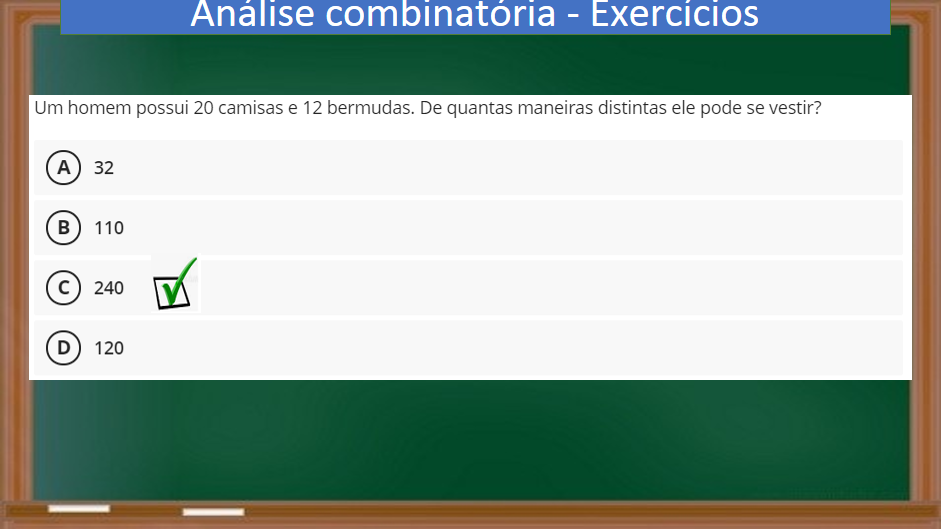 Análise combinatória - Exercícios
Um homem possui 20 camisas e 12 bermudas. De quantas maneiras distintas ele pode se vestir?
A 32
B 110
C 240
D 120